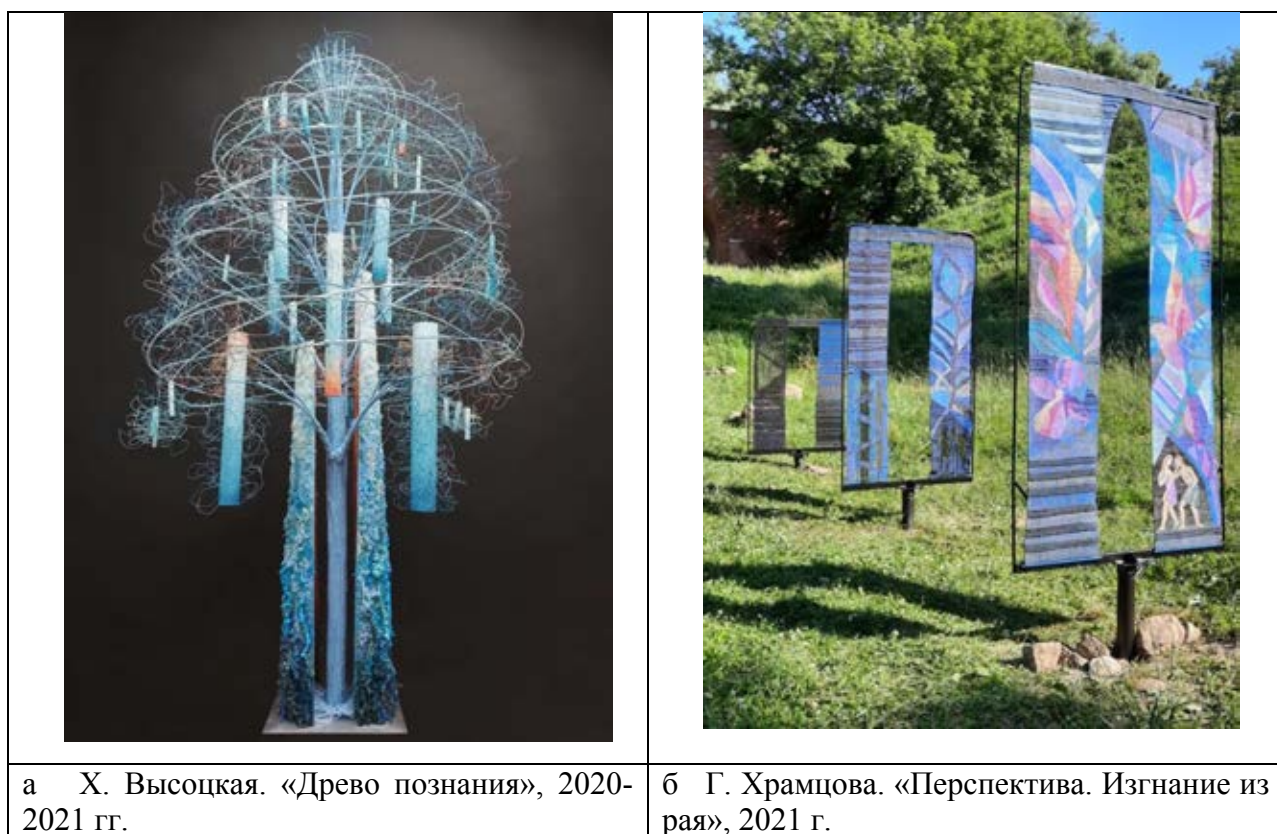 а Х. Высоцкая. «Древо познания», 2020-
2021 гг.
б Г. Храмцова. «Перспектива. Изгнание из
рая», 2021 г.